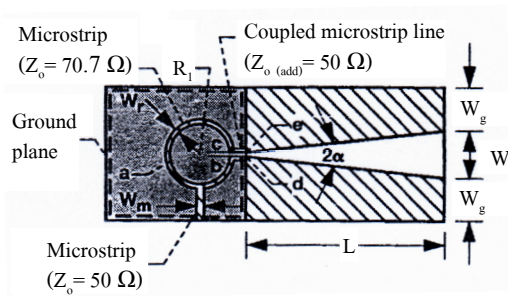 Microstrip
(Zo= 70.7 Ω)
R1
Coupled microstrip line
(Zo (add)= 50 Ω)
Wr
Ground
plane
a
c
b
e
d
2α
Wg
W
Wg
Wm
L
Microstrip
(Zo= 50 Ω)